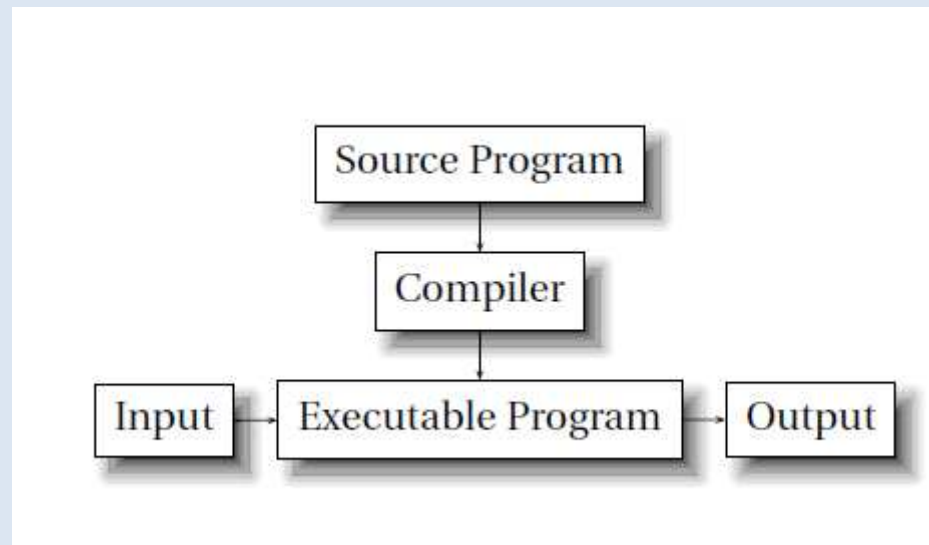 Source Program
Compiler
Input
Executable Program
Output